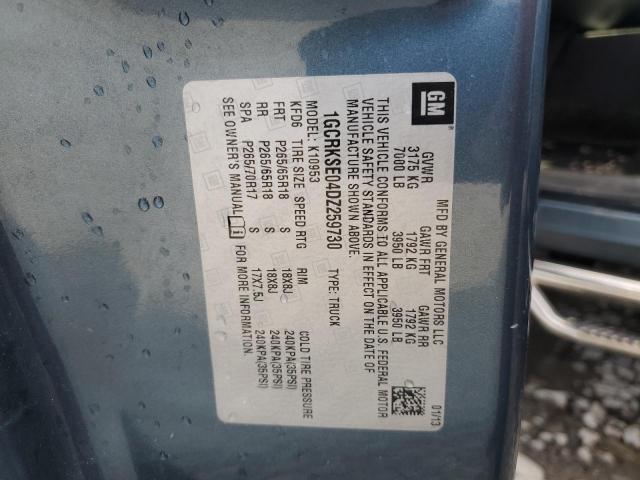 GM
MFD BY GENERAL MOTORS LLC
01/13
GVWR GAWR FRT GAWR RR
3175 KG 1792 KG 1792 KG
7000 LB 3950 LB 3950 LB
THIS VEHICLE CONFORMS TO ALL APPLICABLE U.S. FEDERAL MOTOR
VEHICLE SAFETY STANDARDS IN EFFECT ON THE DATE OF
MANUFACTURE SHOWN ABOVE.
1GCRKSE04DZ259730 TYPE: TRUCK
MODEL: K10953
KFD6 TIRE SIZE SPEED RTG RIM COLD TIRE PRESSURE
FRT P265/65R18 S 18X8J 240KPA(35PSI)
RR P265/65R18 S 18X8J 240KPA(35PSI)
SPA P265/70R17 S 17X7.5J 240KPA(35PSI)
SEE OWNER'S MANUAL FOR MORE INFORMATION.